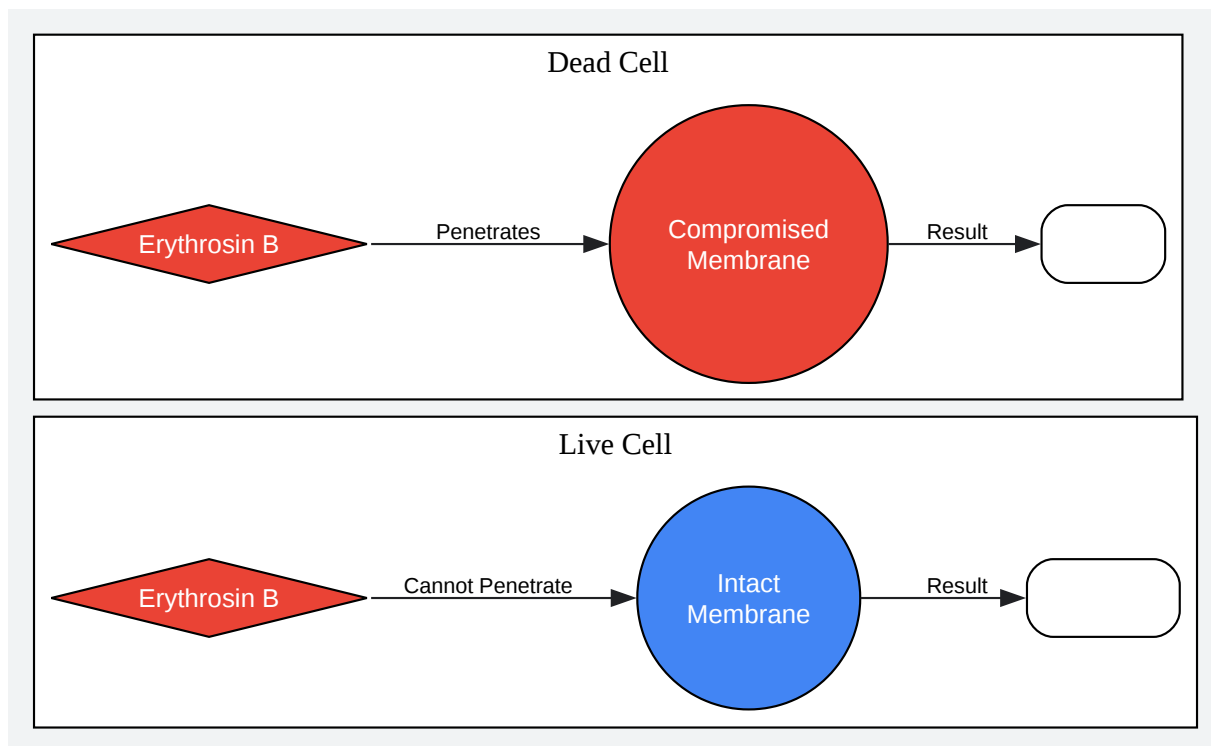 Dead Cell
Erythrosin B
Penetrates
Compromised
Membrane
Result
Live Cell
Erythrosin B
Cannot Penetrate
Intact
Membrane
Result